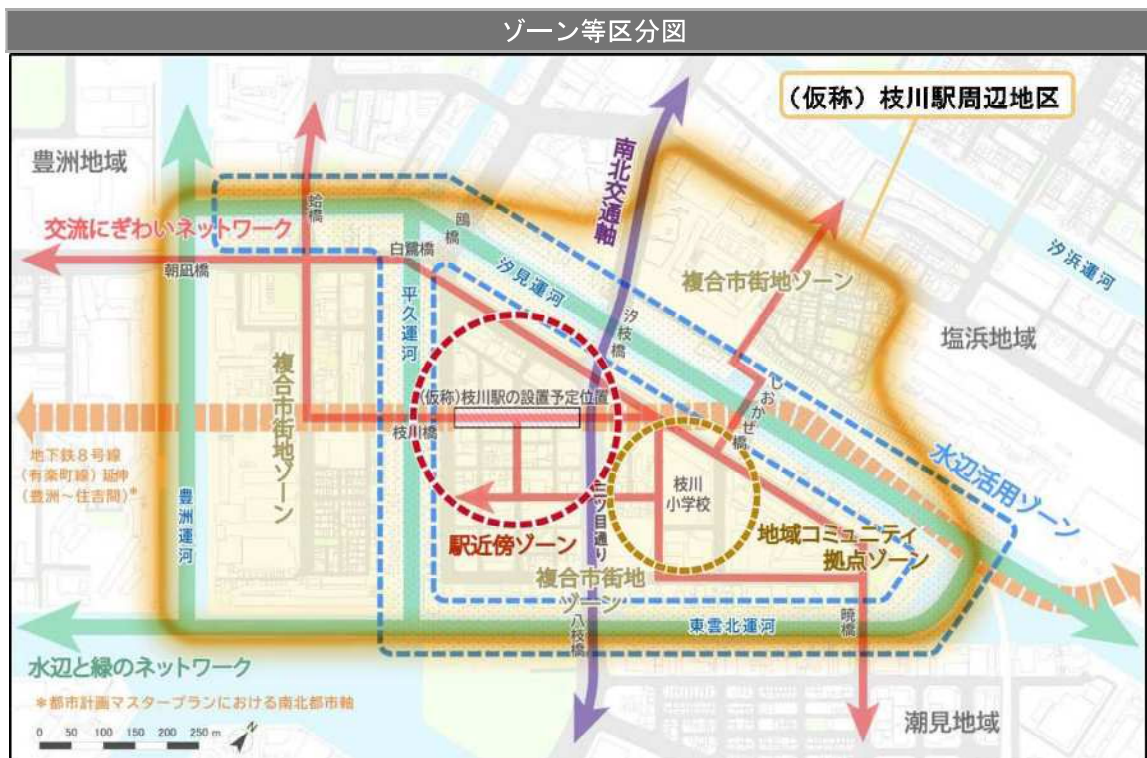 ゾーン等区分図
(仮称)枝川駅周辺地区
豊洲地域
南北交通軸
蛤橋
鴎橋
交流にぎわいネットワーク
白鷺橋
朝凪橋
汐見運河
汐浜運河
複合市街地ゾーン
平久運河
汐枝橋
塩浜地域
複合市街地ゾーン
(仮称)枝川駅の設置予定位置
しおかぜ橋
枝川橋
地下鉄8号線
(有楽町線)延伸
(豊洲~住吉間)*
水辺活用ゾーン
豊洲運河
枝川
小学校
三ツ目通り
駅近傍ゾーン
地域コミュニティ
拠点ゾーン
複合市街地
ゾーン
八枝橋
東雲北運河
暁橋
水辺と緑のネットワーク
*都市計画マスタープランにおける南北都市軸
0 50 100 150 200 250 m
N
潮見地域